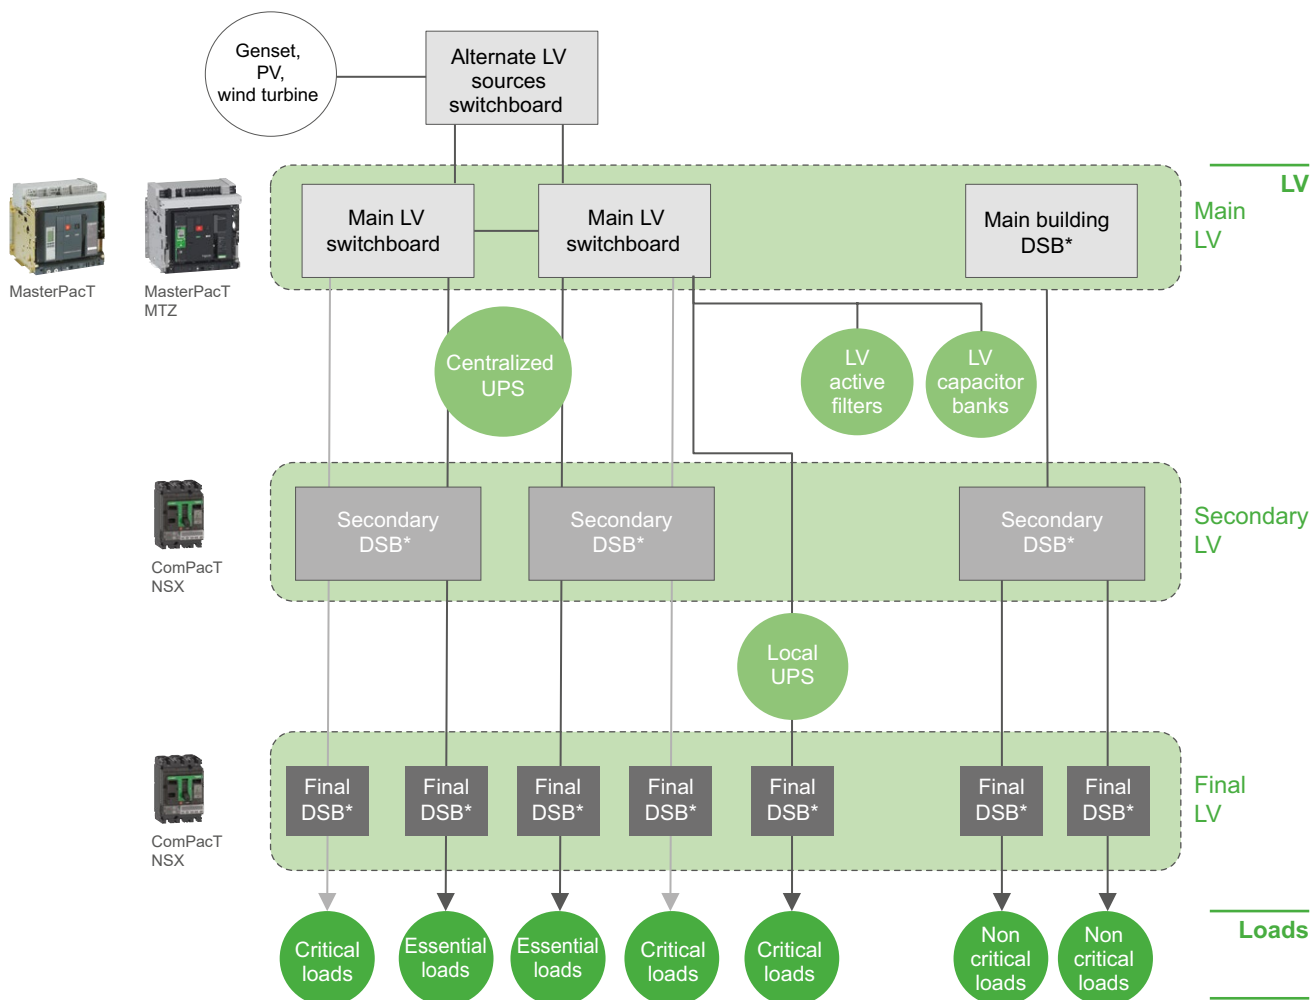 Genset,
PV,
wind turbine
Alternate LV
sources
switchboard
LV
Main LV
switchboard
Main LV
switchboard
Main building
DSB*
Main
LV
MasterPacT
MasterPacT
MTZ
Centralized
UPS
LV
active
filters
LV
capacitor
banks
Secondary
DSB*
Secondary
DSB*
Secondary
DSB*
Secondary
LV
ComPacT
NSX
Local
UPS
Final
DSB*
Final
DSB*
Final
DSB*
Final
DSB*
Final
DSB*
Final
DSB*
Final
DSB*
Final
LV
ComPacT
NSX
Critical
loads
Essential
loads
Essential
loads
Critical
loads
Critical
loads
Non
critical
loads
Non
critical
loads
Loads